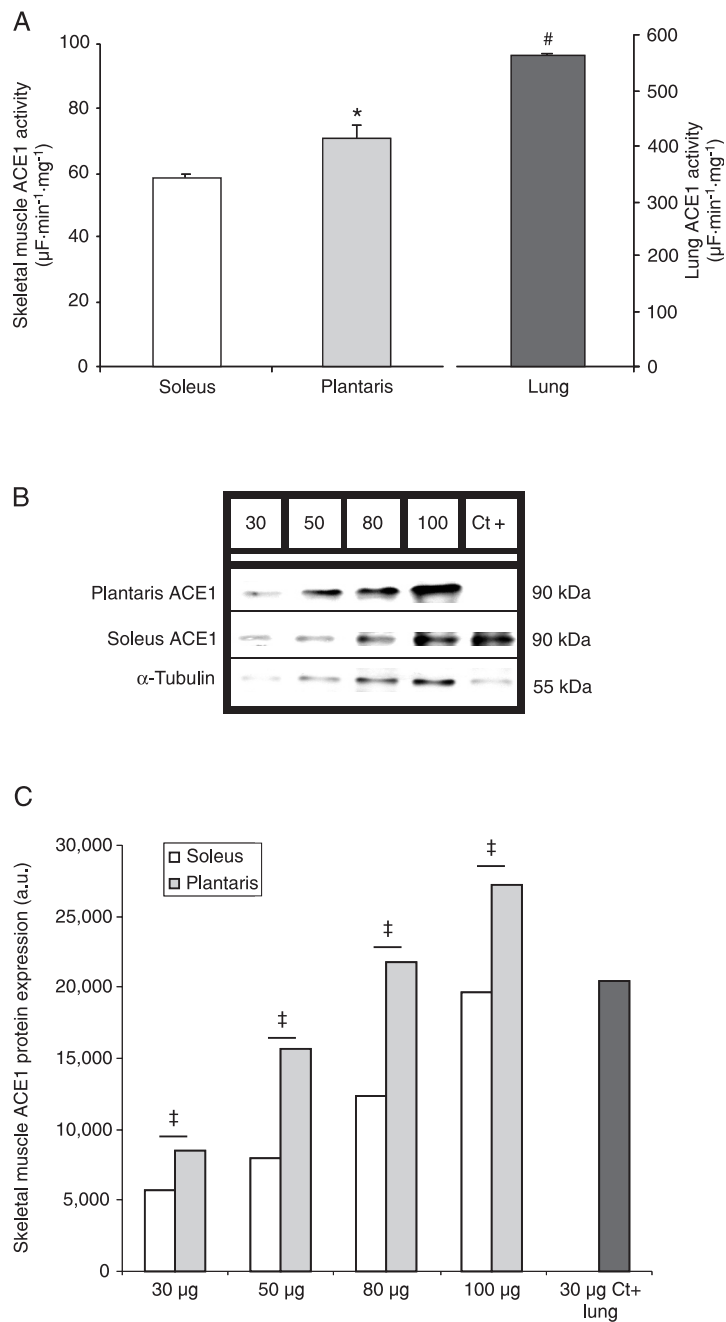 A
Skeletal muscle ACE1 activity
(µF·min⁻¹·mg⁻¹)
100
80
60
40
20
0
*
#
600
500
400
300
200
100
0
Lung ACE1 activity
(µF·min⁻¹·mg⁻¹)
Soleus Plantaris Lung
B
30 50 80 100 Ct +
Plantaris ACE1 90 kDa
Soleus ACE1 90 kDa
α-Tubulin 55 kDa
C
Skeletal muscle ACE1 protein expression (a.u.)
30,000
25,000
20,000
15,000
10,000
5,000
0
Soleus
Plantaris
‡
‡
‡
‡
30 µg 50 µg 80 µg 100 µg 30 µg Ct+
lung